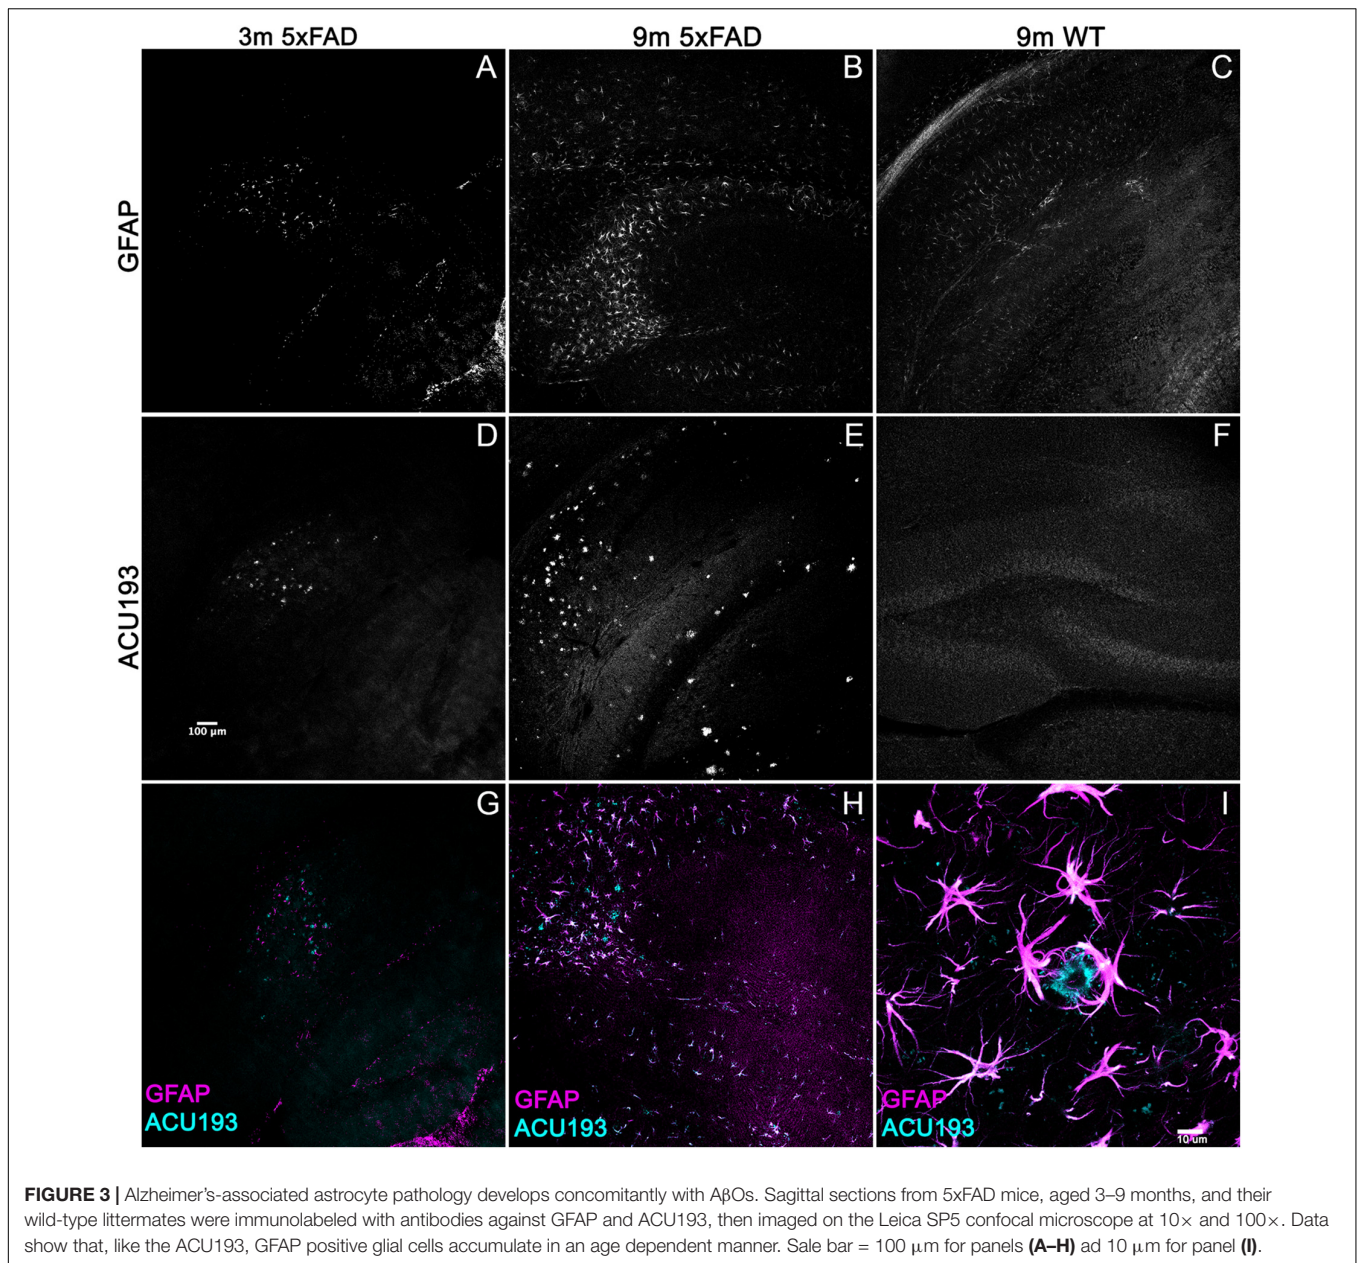 3m 5xFAD 9m 5xFAD 9m WT
GFAP
A B C
ACU193
D E F
100 µm
G H I
GFAP
ACU193
GFAP
ACU193
GFAP
ACU193
10 um
FIGURE 3 | Alzheimer's-associated astrocyte pathology develops concomitantly with AβOs. Sagittal sections from 5xFAD mice, aged 3–9 months, and their
wild-type littermates were immunolabeled with antibodies against GFAP and ACU193, then imaged on the Leica SP5 confocal microscope at 10× and 100×. Data
show that, like the ACU193, GFAP positive glial cells accumulate in an age dependent manner. Sale bar = 100 µm for panels (A–H) ad 10 µm for panel (I).